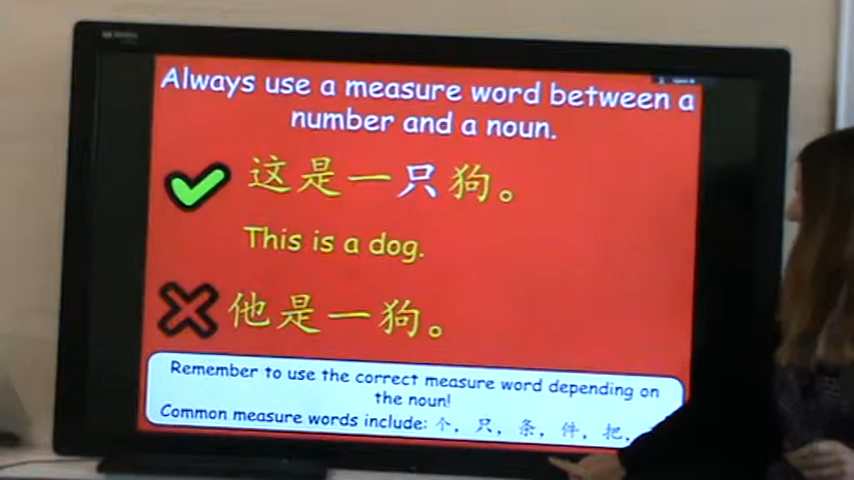 Always use a measure word between a
number and a noun.
这是一只狗。
This is a dog.
他是一狗。
Remember to use the correct measure word depending on
the noun!
Common measure words include: 个, 只, 条, 件, 把,